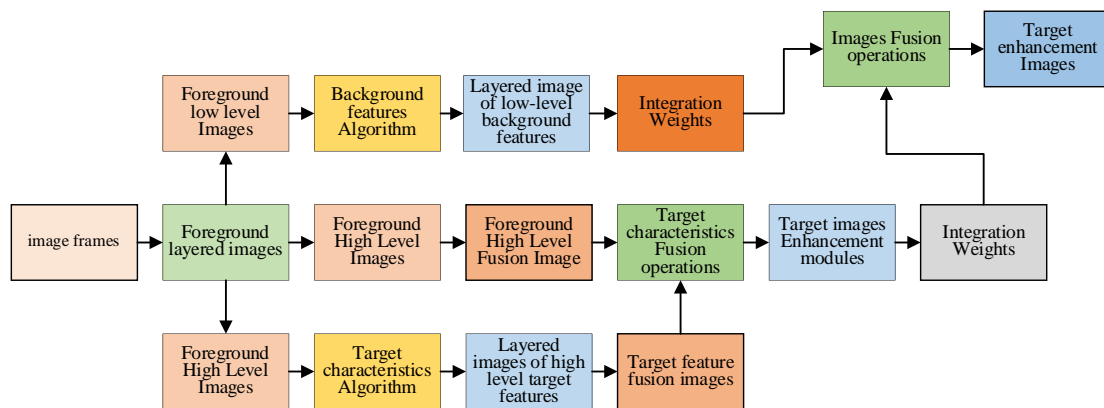 Images Fusion
operations
Target
enhancement
Images
Foreground
low level
Images
Background
features
Algorithm
Layered image
of low-level
background
features
Integration
Weights
image frames
Foreground
layered images
Foreground
High Level
Images
Foreground
High Level
Fusion Image
Target
characteristics
Fusion
operations
Target images
Enhancement
modules
Integration
Weights
Foreground
High Level
Images
Target
characteristics
Algorithm
Layered
images of high
level target
features
Target feature
fusion images